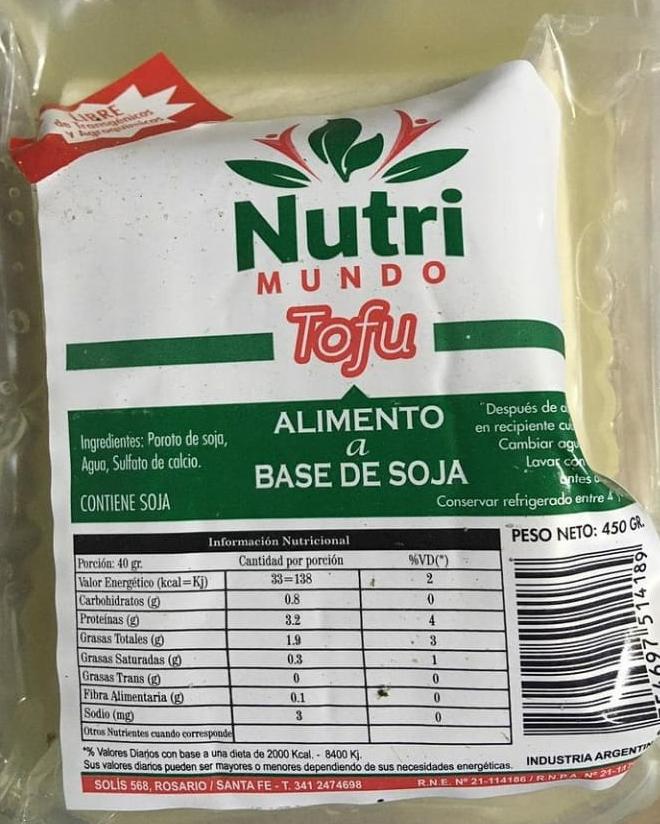 LIBRE
de Transgénicos
y Agroquímicos
Nutri
MUNDO
Tofu
ALIMENTO
a
BASE DE SOJA
Ingredientes: Poroto de soja,
Agua, Sulfato de calcio.
CONTIENE SOJA
"Después de
en recipiente
Cambiar
Lavar
antes
Conservar refrigerado entre 4
PESO NETO: 450 GR.
Información Nutricional
Porción: 40 gr. Cantidad por porción %VD(*)
Valor Energético (kcal=Kj) 33=138 2
Carbohidratos (g) 0.8 0
Proteínas (g) 3.2 4
Grasas Totales (g) 1.9 3
Grasas Saturadas (g) 0.3 1
Grasas Trans (g) 0 0
Fibra Alimentaria (g) 0.1 0
Sodio (mg) 3 0
Otros Nutrientes cuando corresponde
*% Valores Diarios con base a una dieta de 2000 Kcal. - 8400 Kj.
Sus valores diarios pueden ser mayores o menores dependiendo de sus necesidades energéticas.
INDUSTRIA
SOLÍS 568, ROSARIO / SANTA FE - T. 341 2474698
R.N.E. Nº 21-114186 / R.N.P.A. Nº
514189